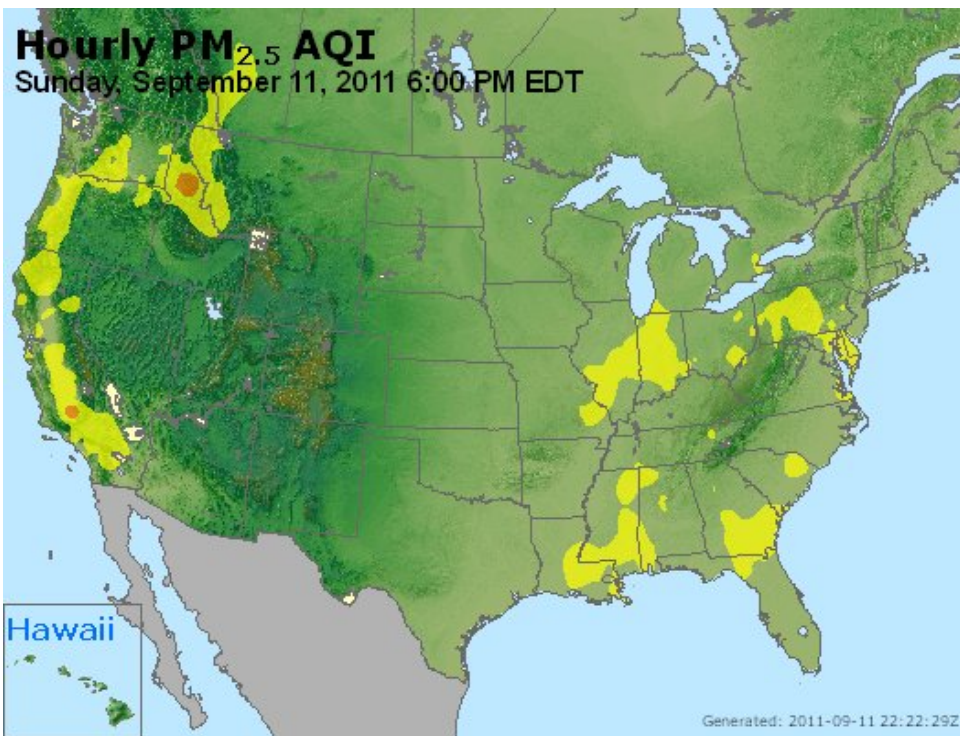 Hourly PM2.5 AQI
Sunday, September 11, 2011 6:00 PM EDT
Hawaii
Generated: 2011-09-11 22:22:29Z